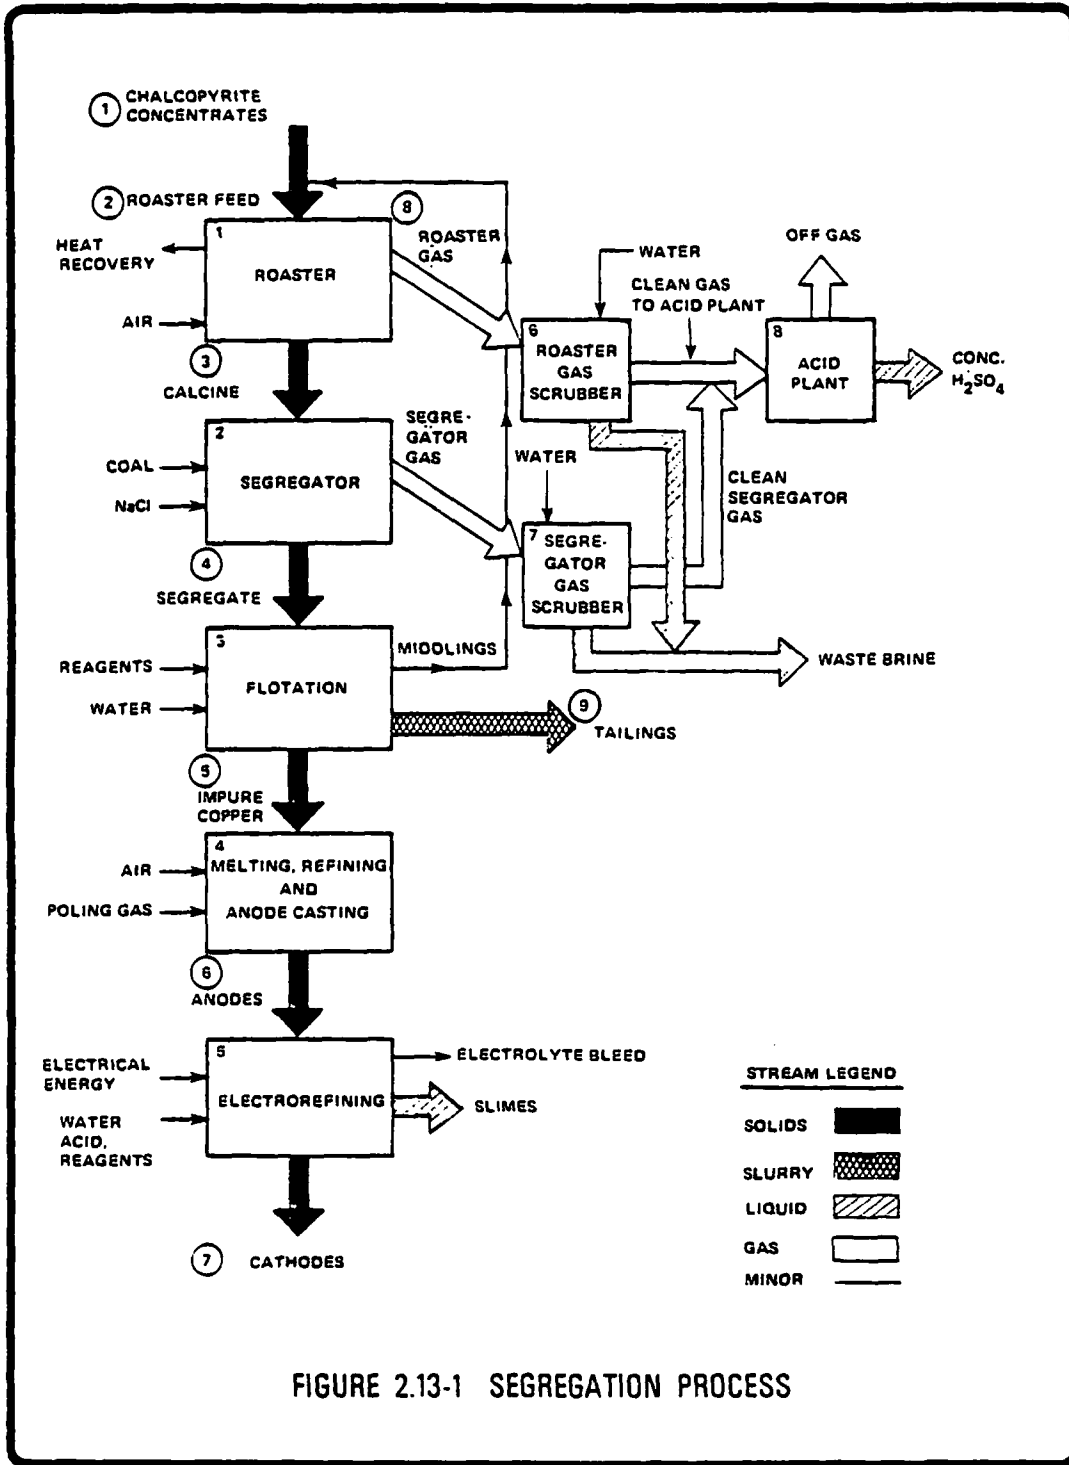 1 CHALCOPYRITE
CONCENTRATES
2 ROASTER FEED
8
HEAT
RECOVERY
1
ROASTER
ROASTER
GAS
AIR
3
CALCINE
WATER
CLEAN GAS
TO ACID PLANT
OFF GAS
6
ROASTER
GAS
SCRUBBER
8
ACID
PLANT
CONC.
H2SO4
2
SEGREGATOR
COAL
NaCl
SEGRE-
GATOR
GAS
WATER
CLEAN
SEGREGATOR
GAS
4
SEGREGATE
7
SEGRE-
GATOR
GAS
SCRUBBER
3
FLOTATION
REAGENTS
WATER
MIDDLINGS
WASTE BRINE
9
TAILINGS
5
IMPURE
COPPER
4
MELTING, REFINING
AND
ANODE CASTING
AIR
POLING GAS
6
ANODES
5
ELECTROREFINING
ELECTRICAL
ENERGY
WATER
ACID,
REAGENTS
ELECTROLYTE BLEED
SLIMES
7 CATHODES
STREAM LEGEND
SOLIDS
SLURRY
LIQUID
GAS
MINOR
FIGURE 2.13-1 SEGREGATION PROCESS